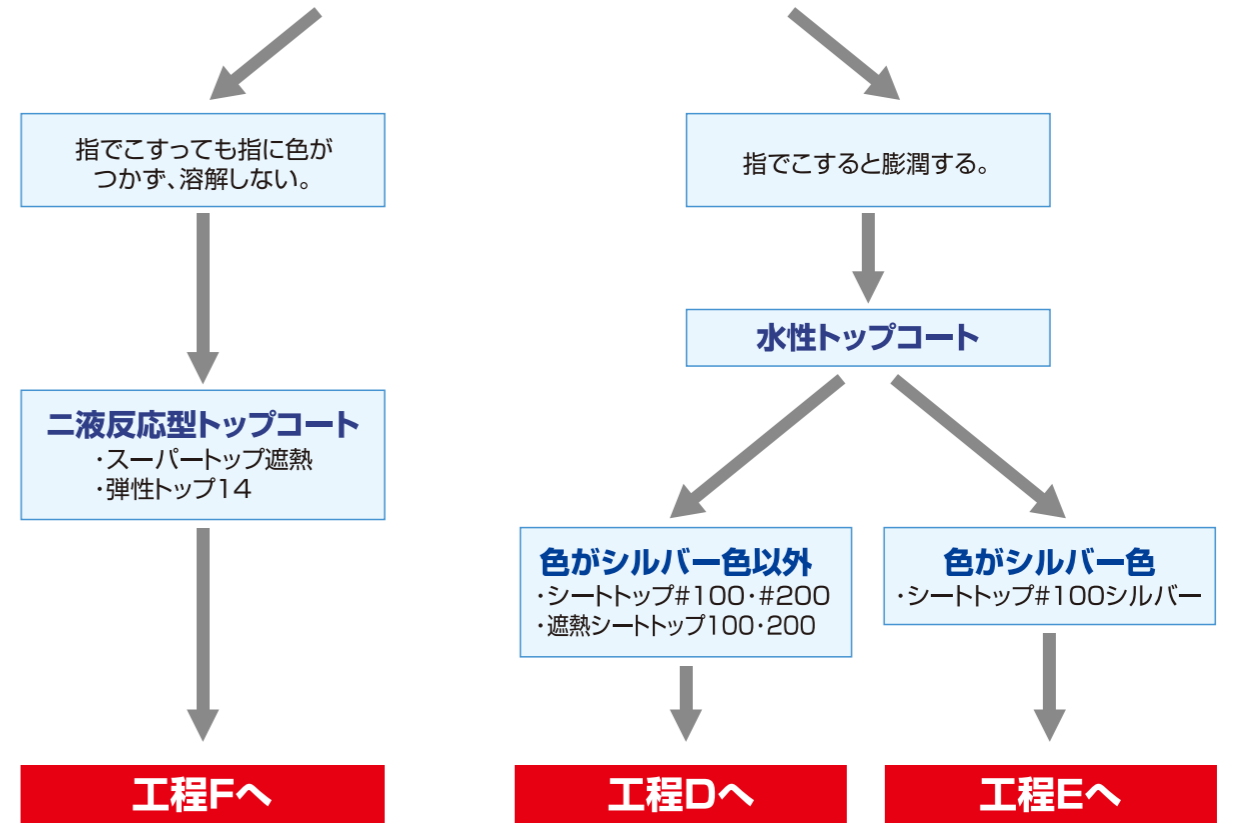 指でこすっても指に色が
つかず、溶解しない。
指でこすると膨潤する。
水性トップコート
二液反応型トップコート
・スーパートップ遮熱
・弾性トップ14
色がシルバー色以外
・シートトップ#100・#200
・遮熱シートトップ100・200
色がシルバー色
・シートトップ#100シルバー
工程Fへ
工程Dへ
工程Eへ